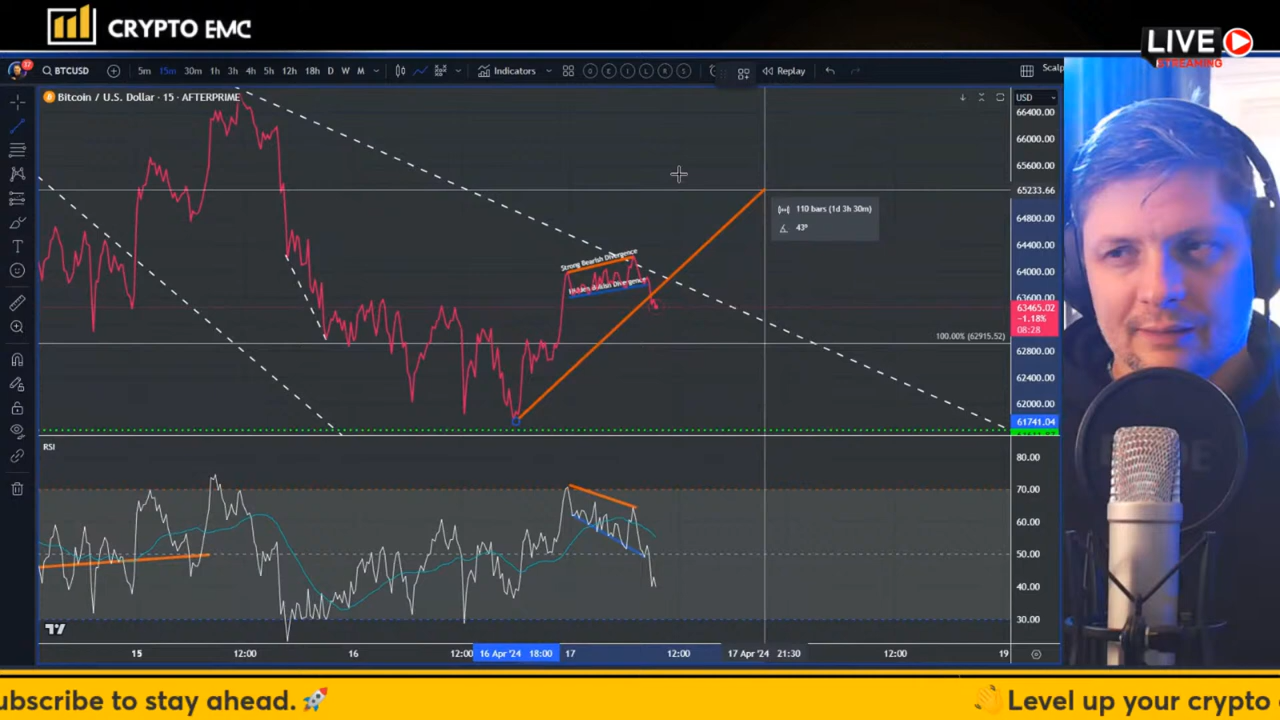 CRYPTO EMC
LIVE
STREAMING
37
BTCUSD
5m 15m 30m 1h 3h 4h 5h 12h 18h D W M
Indicators
Replay
Scalp
Bitcoin / U.S. Dollar · 15 · AFTERPRIME
USD
66400.00
66000.00
65600.00
65233.66
64800.00
64400.00
64000.00
63600.00
63465.02
−1.18%
08:28
62800.00
62400.00
62000.00
61741.04
110 bars (1d 3h 30m)
43º
Strong Bearish Divergence
100.00% (62915.52)
RSI
80.00
70.00
60.00
50.00
40.00
30.00
15 12:00 16 12:00 16 Apr '24 18:00 17 12:00 17 Apr '24 21:30 12:00 19
ubscribe to stay ahead. 🚀 👋 Level up your crypto